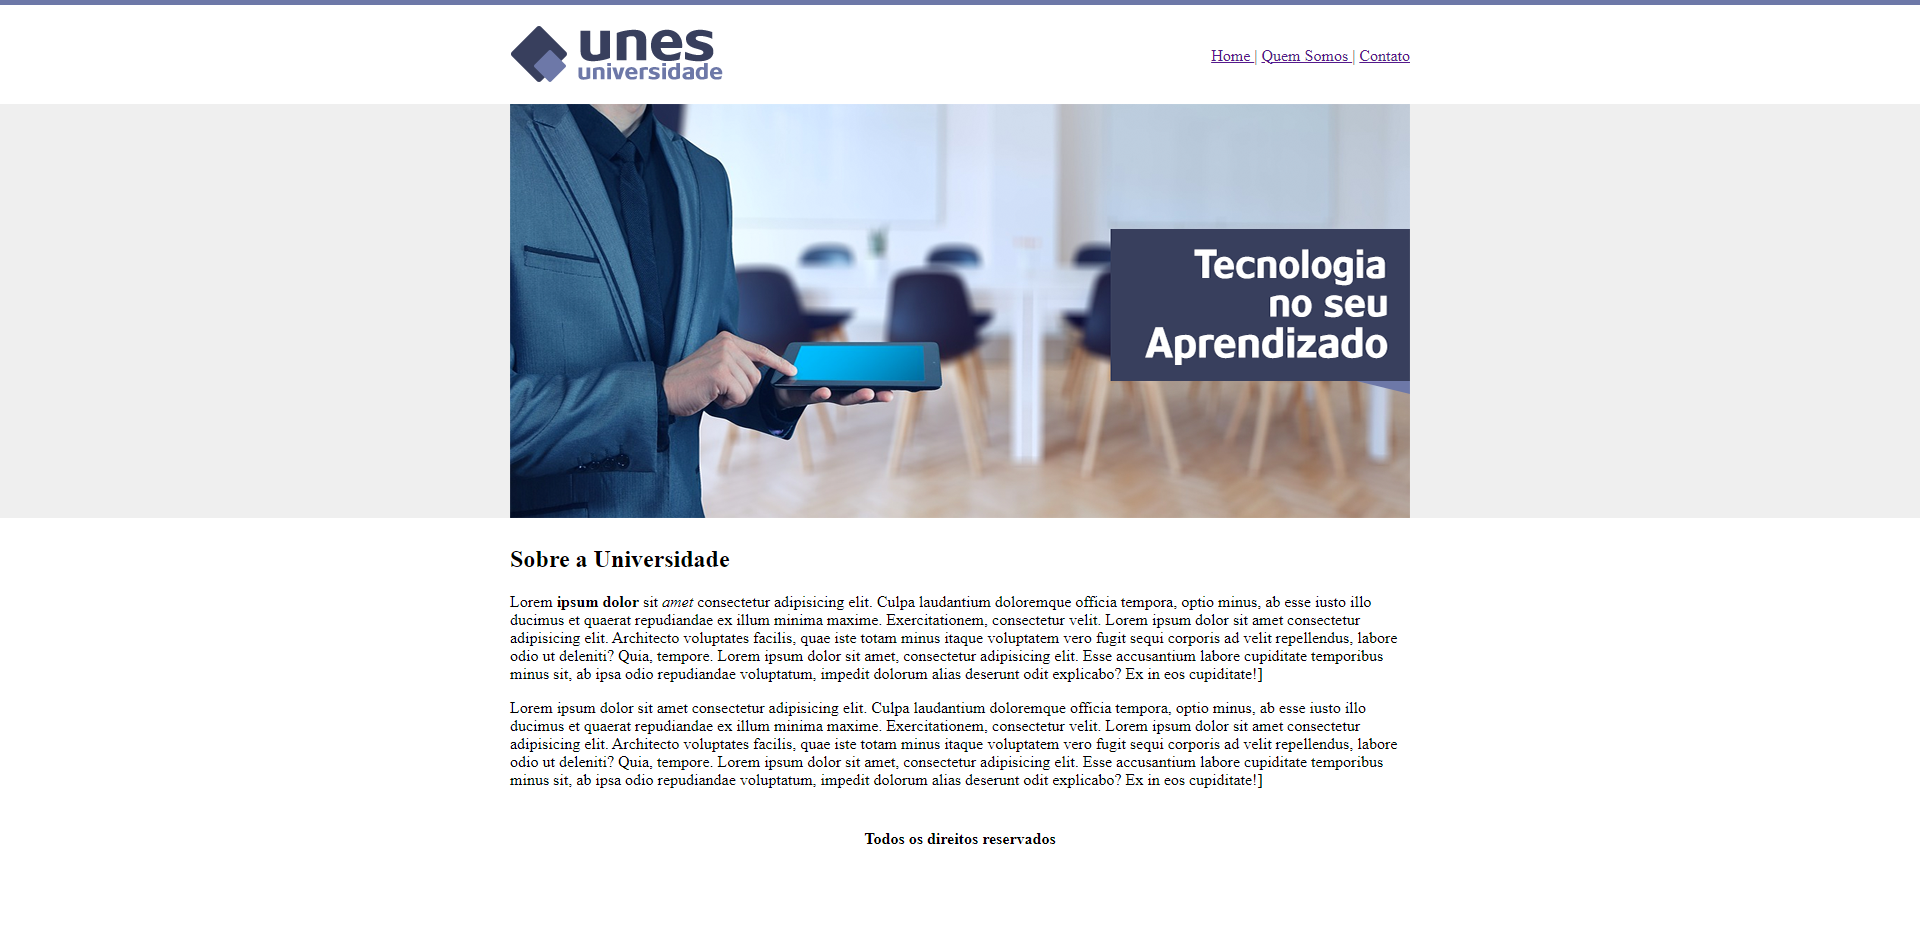 unes
universidade
Home | Quem Somos | Contato
Tecnologia
no seu
Aprendizado
Sobre a Universidade
Lorem ipsum dolor sit amet consectetur adipisicing elit. Culpa laudantium doloremque officia tempora, optio minus, ab esse iusto illo
ducimus et quaerat repudiandae ex illum minima maxime. Exercitationem, consectetur velit. Lorem ipsum dolor sit amet consectetur
adipisicing elit. Architecto voluptates facilis, quae iste totam minus itaque voluptatem vero fugit sequi corporis ad velit repellendus, labore
odio ut deleniti? Quia, tempore. Lorem ipsum dolor sit amet, consectetur adipisicing elit. Esse accusantium labore cupiditate temporibus
minus sit, ab ipsa odio repudiandae voluptatum, impedit dolorum alias deserunt odit explicabo? Ex in eos cupiditate!]
Lorem ipsum dolor sit amet consectetur adipisicing elit. Culpa laudantium doloremque officia tempora, optio minus, ab esse iusto illo
ducimus et quaerat repudiandae ex illum minima maxime. Exercitationem, consectetur velit. Lorem ipsum dolor sit amet consectetur
adipisicing elit. Architecto voluptates facilis, quae iste totam minus itaque voluptatem vero fugit sequi corporis ad velit repellendus, labore
odio ut deleniti? Quia, tempore. Lorem ipsum dolor sit amet, consectetur adipisicing elit. Esse accusantium labore cupiditate temporibus
minus sit, ab ipsa odio repudiandae voluptatum, impedit dolorum alias deserunt odit explicabo? Ex in eos cupiditate!]
Todos os direitos reservados